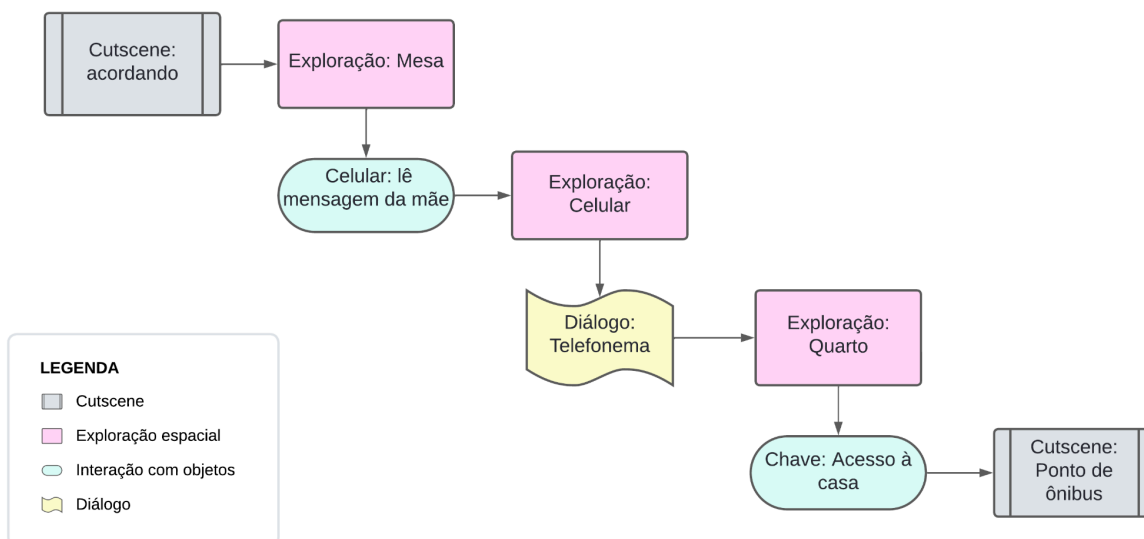 Cutscene:
acordando
Exploração: Mesa
Celular: lê
mensagem da mãe
Exploração:
Celular
Diálogo:
Telefonema
Exploração:
Quarto
Chave: Acesso à
casa
Cutscene:
Ponto de
ônibus
LEGENDA
Cutscene
Exploração espacial
Interação com objetos
Diálogo